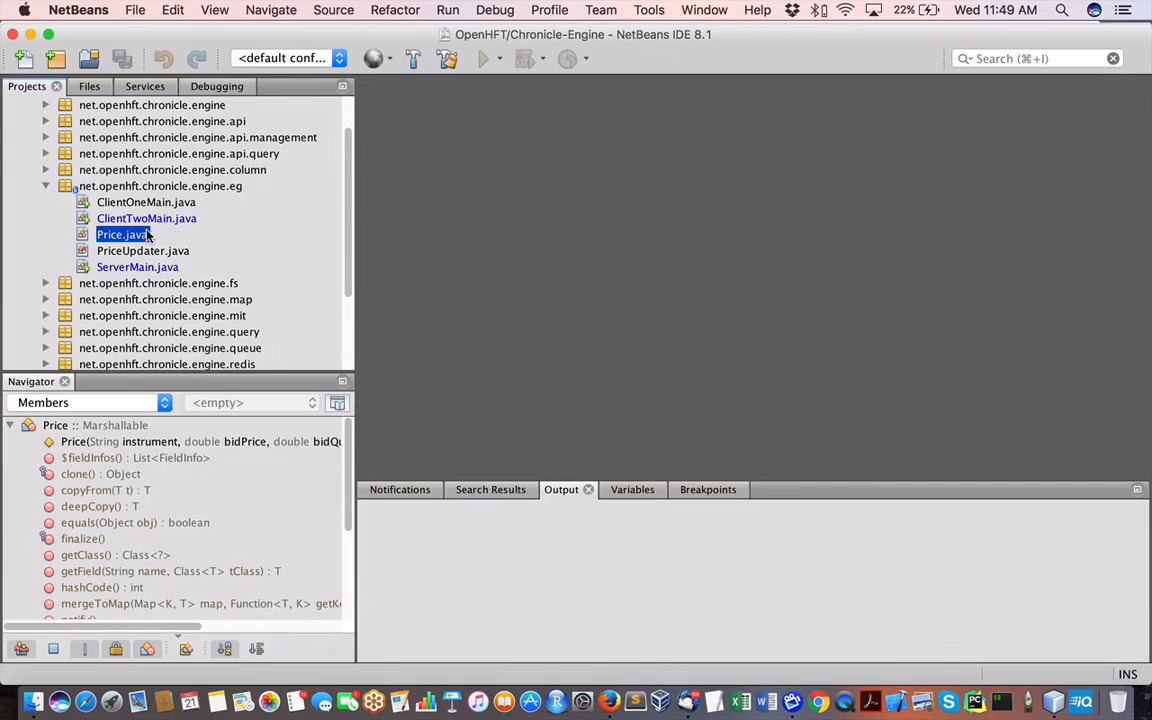 NetBeans File Edit View Navigate Source Refactor Run Debug Profile Team Tools Window Help 22% Wed 11:49 AM
OpenHFT/Chronicle-Engine - NetBeans IDE 8.1
<default conf... Search (⌘+I)
Projects Files Services Debugging
net.openhft.chronicle.engine
net.openhft.chronicle.engine.api
net.openhft.chronicle.engine.api.management
net.openhft.chronicle.engine.api.query
net.openhft.chronicle.engine.column
net.openhft.chronicle.engine.eg
ClientOneMain.java
ClientTwoMain.java
Price.java
PriceUpdater.java
ServerMain.java
net.openhft.chronicle.engine.fs
net.openhft.chronicle.engine.map
net.openhft.chronicle.engine.mit
net.openhft.chronicle.engine.query
net.openhft.chronicle.engine.queue
net.openhft.chronicle.engine.redis
Navigator
Members <empty>
Price :: Marshallable
Price(String instrument, double bidPrice, double bidQu
$fieldInfos() : List<FieldInfo>
clone() : Object
copyFrom(T t) : T
deepCopy() : T
equals(Object obj) : boolean
finalize()
getClass() : Class<?>
getField(String name, Class<T> tClass) : T
hashCode() : int
mergeToMap(Map<K, T> map, Function<T, K> getKe
Notifications Search Results Output Variables Breakpoints
INS